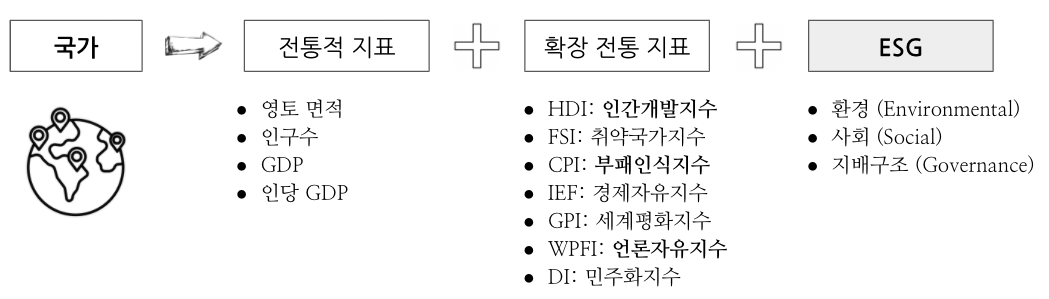 국가
전통적 지표
확장 전통 지표
ESG
● 영토 면적
● 인구수
● GDP
● 인당 GDP
● HDI: 인간개발지수
● FSI: 취약국가지수
● CPI: 부패인식지수
● IEF: 경제자유지수
● GPI: 세계평화지수
● WPFI: 언론자유지수
● DI: 민주화지수
● 환경 (Environmental)
● 사회 (Social)
● 지배구조 (Governance)